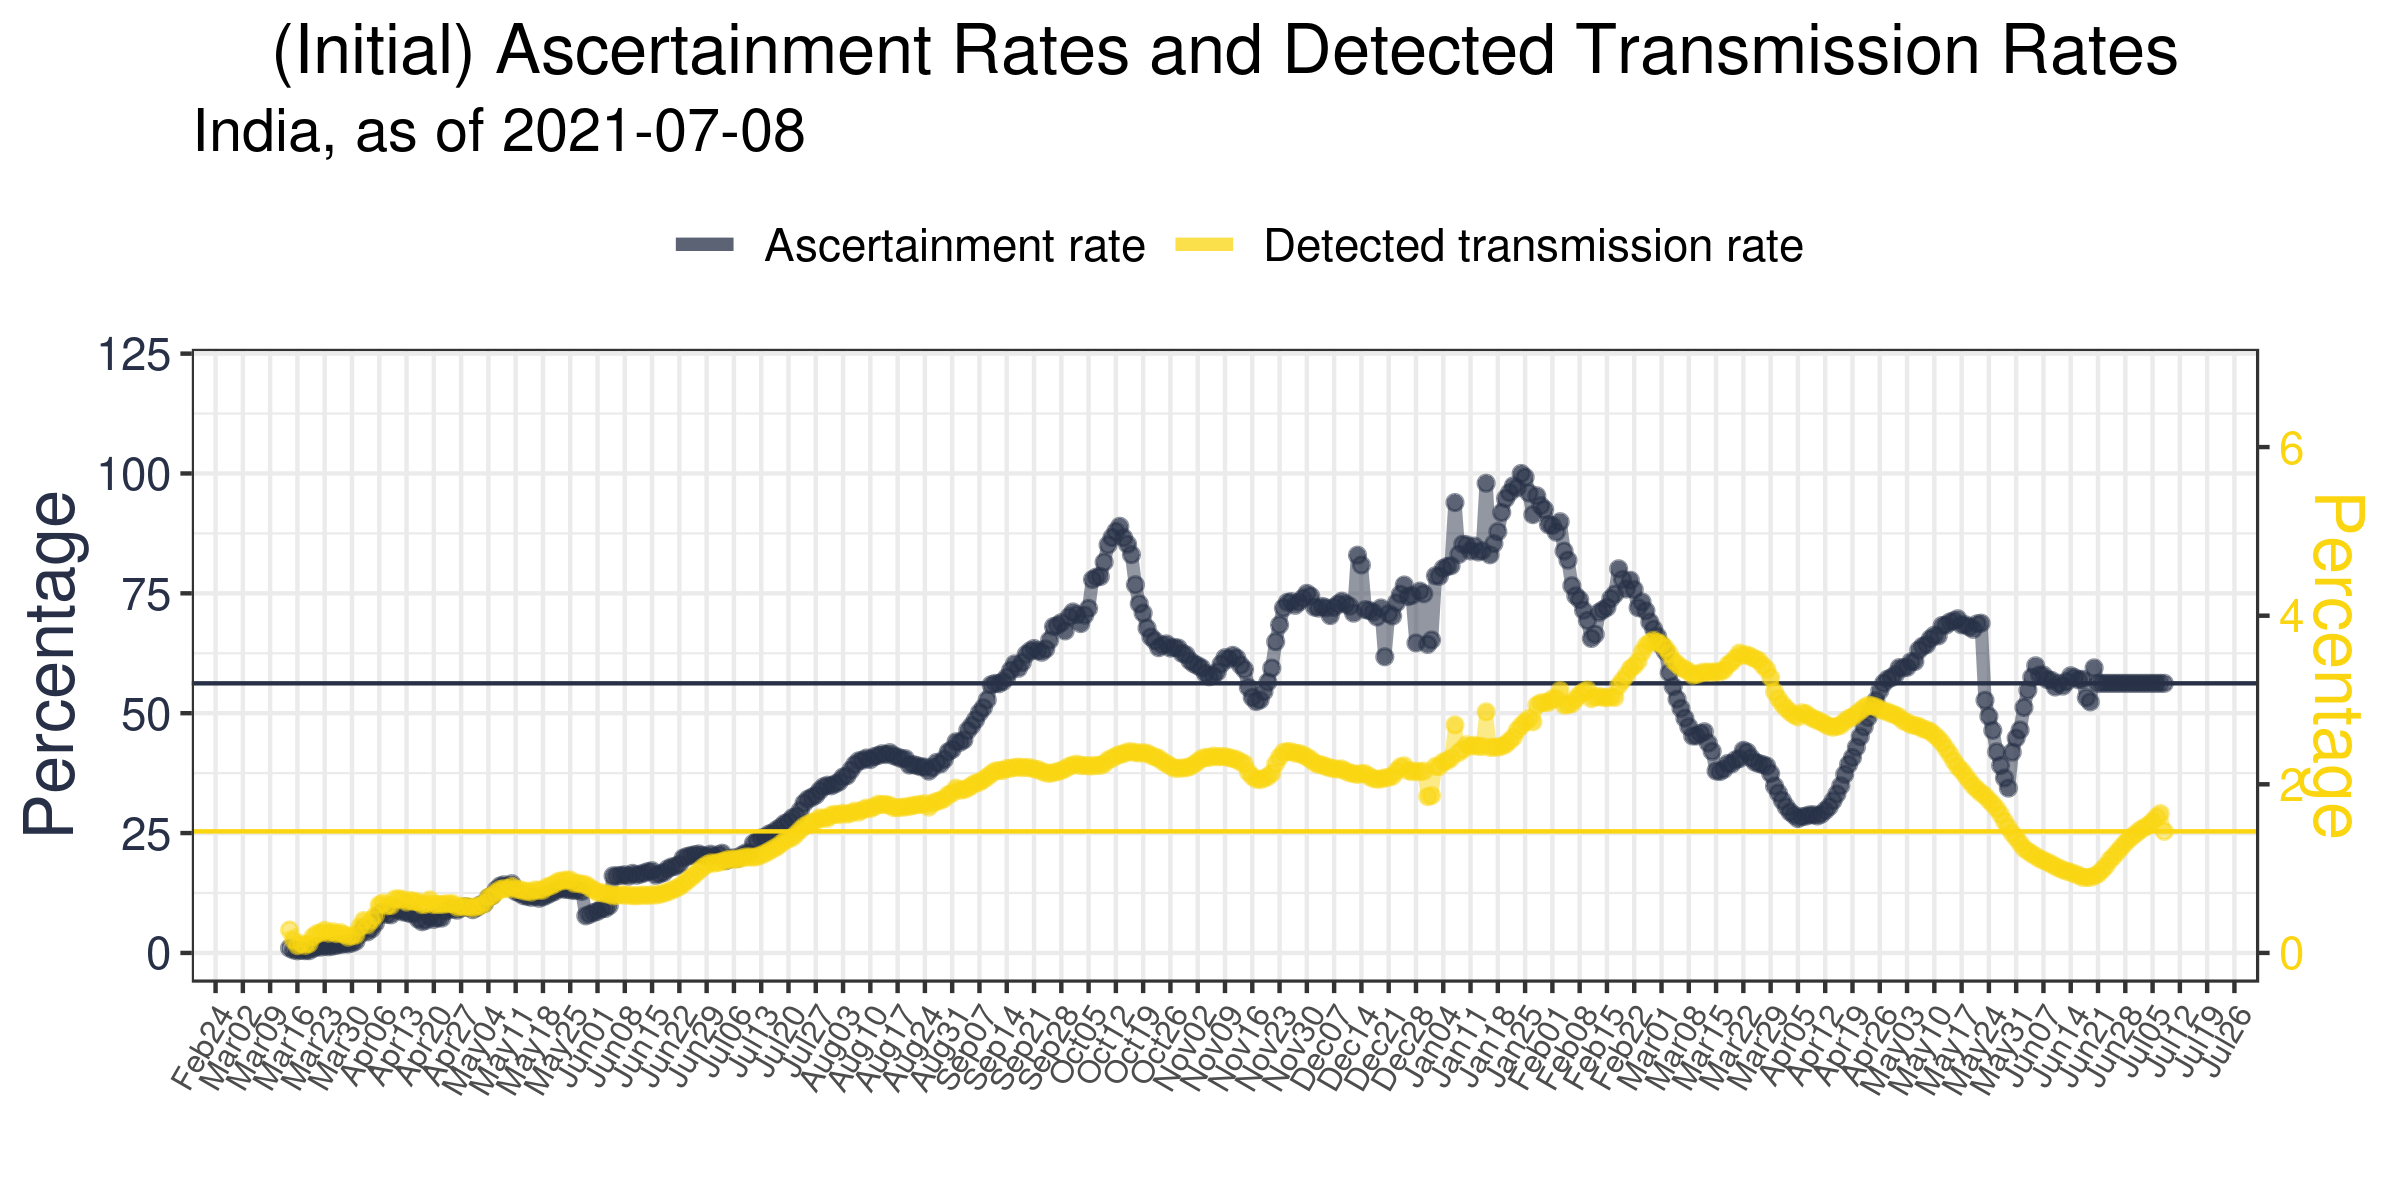 (Initial) Ascertainment Rates and Detected Transmission Rates
India, as of 2021-07-08
Ascertainment rate
Detected transmission rate
Percentage
125
100
75
50
25
0
6
4
2
0
Percentage
Feb24
Mar02
Mar09
Mar16
Mar23
Mar30
Apr06
Apr13
Apr20
Apr27
May04
May11
May18
May25
Jun01
Jun08
Jun15
Jun22
Jun29
Jul06
Jul13
Jul20
Jul27
Aug03
Aug10
Aug17
Aug24
Aug31
Sep07
Sep14
Sep21
Sep28
Oct05
Oct12
Oct19
Oct26
Nov02
Nov09
Nov16
Nov23
Nov30
Dec07
Dec14
Dec21
Dec28
Jan04
Jan11
Jan18
Jan25
Feb01
Feb08
Feb15
Feb22
Mar01
Mar08
Mar15
Mar22
Mar29
Apr05
Apr12
Apr19
Apr26
May03
May10
May17
May24
May31
Jun07
Jun14
Jun21
Jun28
Jul05
Jul12
Jul19
Jul26